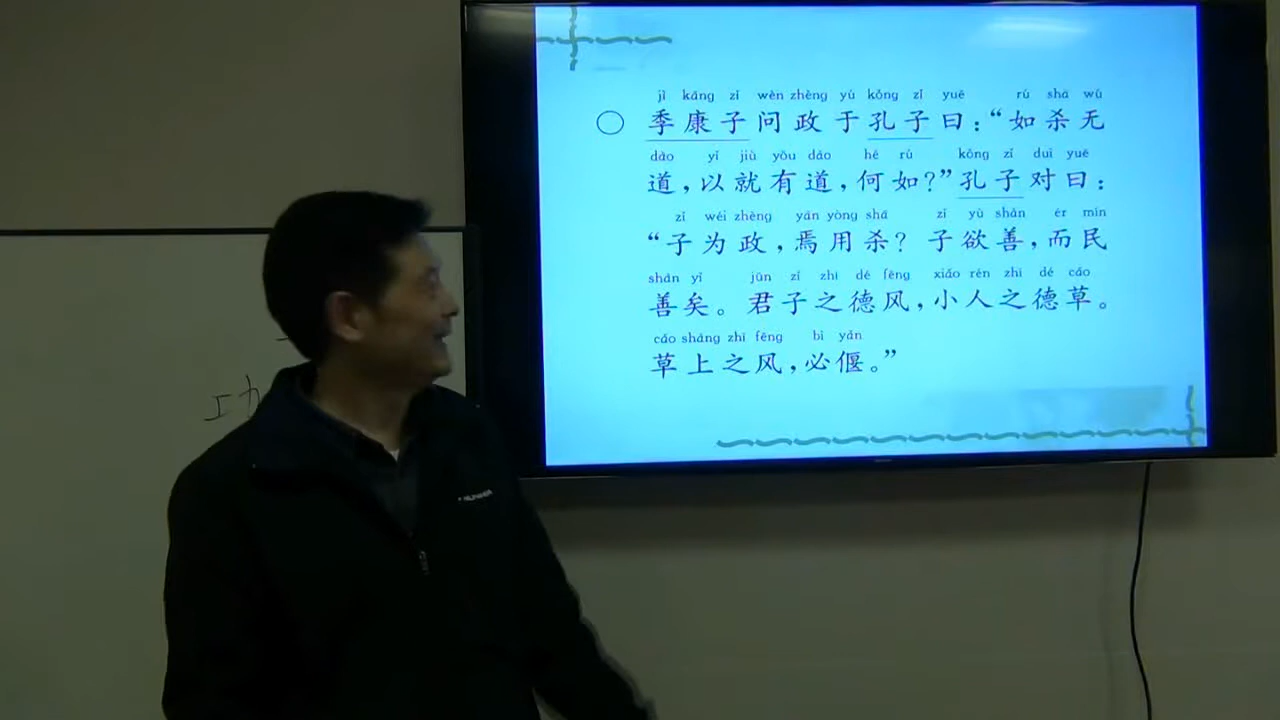 jì kāng zǐ wèn zhèng yú kǒng zǐ yuē rú shā wú
○ 季康子问政于孔子曰：“如杀无
dào yǐ jiù yǒu dào hé rú kǒng zǐ duì yuē
道，以就有道，何如？”孔子对曰：
zǐ wéi zhèng yān yòng shā zǐ yù shàn ér mín
“子为政，焉用杀？子欲善，而民
shàn yǐ jūn zǐ zhī dé fēng xiǎo rén zhī dé cǎo
善矣。君子之德风，小人之德草。
cǎo shàng zhī fēng bì yǎn
草上之风，必偃。”
功